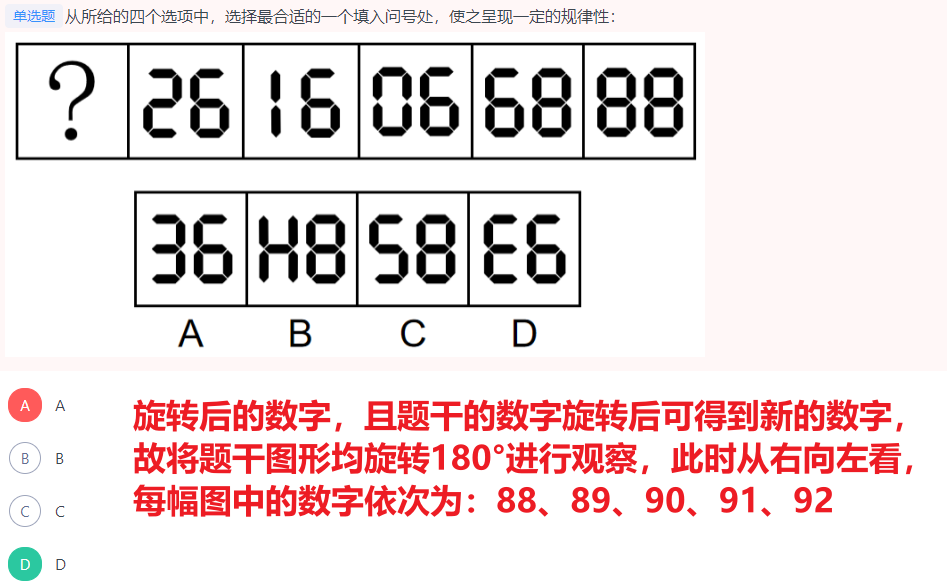 单选题 从所给的四个选项中，选择最合适的一个填入问号处，使之呈现一定的规律性：
? 26 16 06 68 88
36 H8 58 E6
A B C D
A A
旋转后的数字，且题干的数字旋转后可得到新的数字，
B B
故将题干图形均旋转180°进行观察，此时从右向左看，
每幅图中的数字依次为：88、89、90、91、92
C C
D D